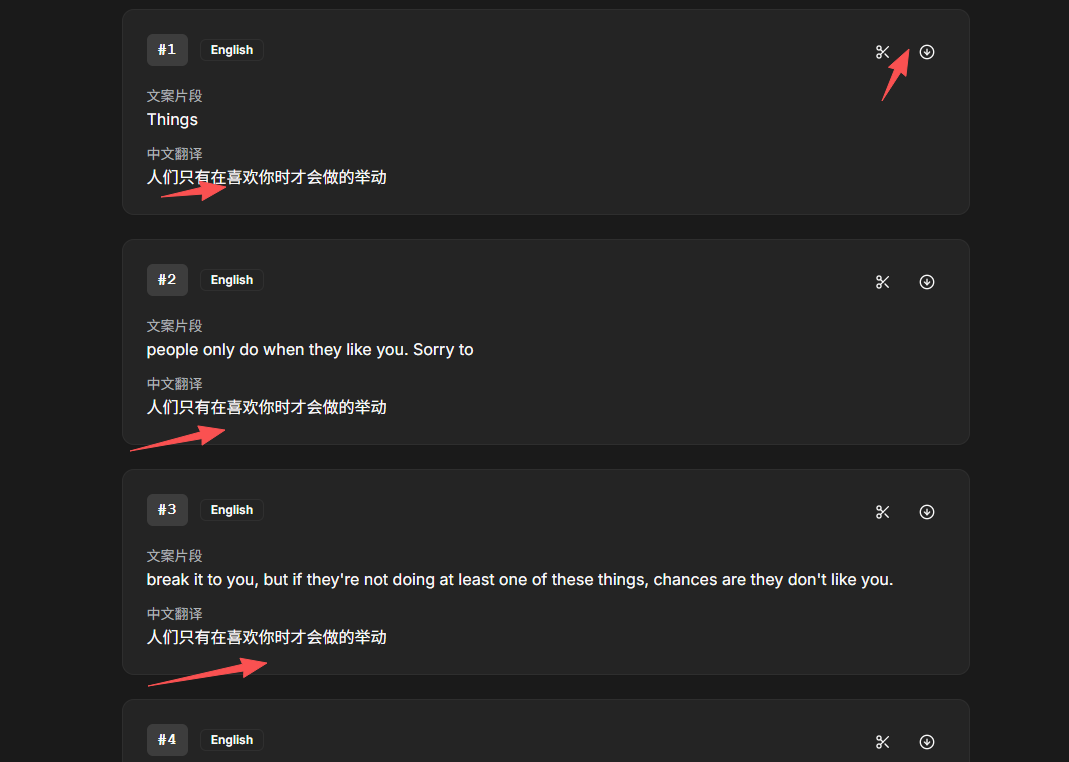 #1 English
文案片段
Things
中文翻译
人们只有在喜欢你时才会做的举动
#2 English
文案片段
people only do when they like you. Sorry to
中文翻译
人们只有在喜欢你时才会做的举动
#3 English
文案片段
break it to you, but if they're not doing at least one of these things, chances are they don't like you.
中文翻译
人们只有在喜欢你时才会做的举动
#4 English